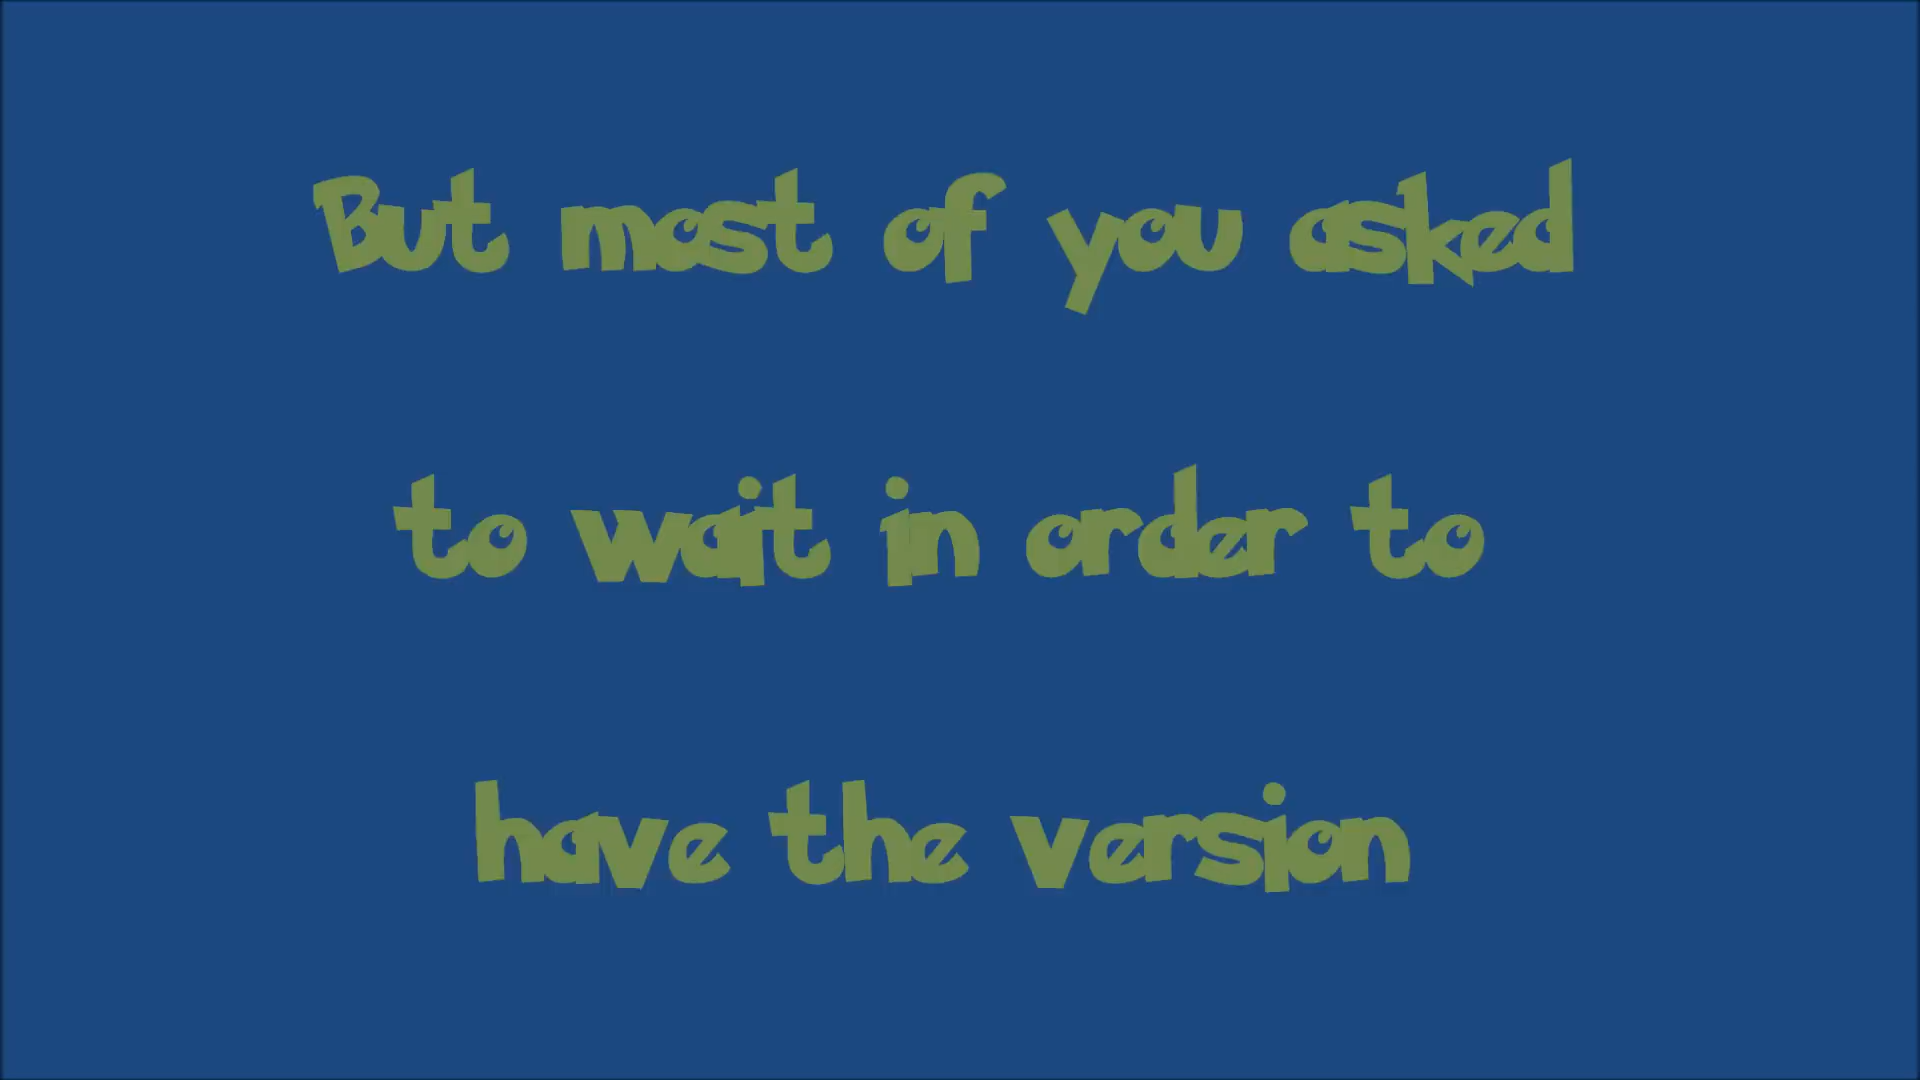 But most of you asked
to wait in order to
have the version